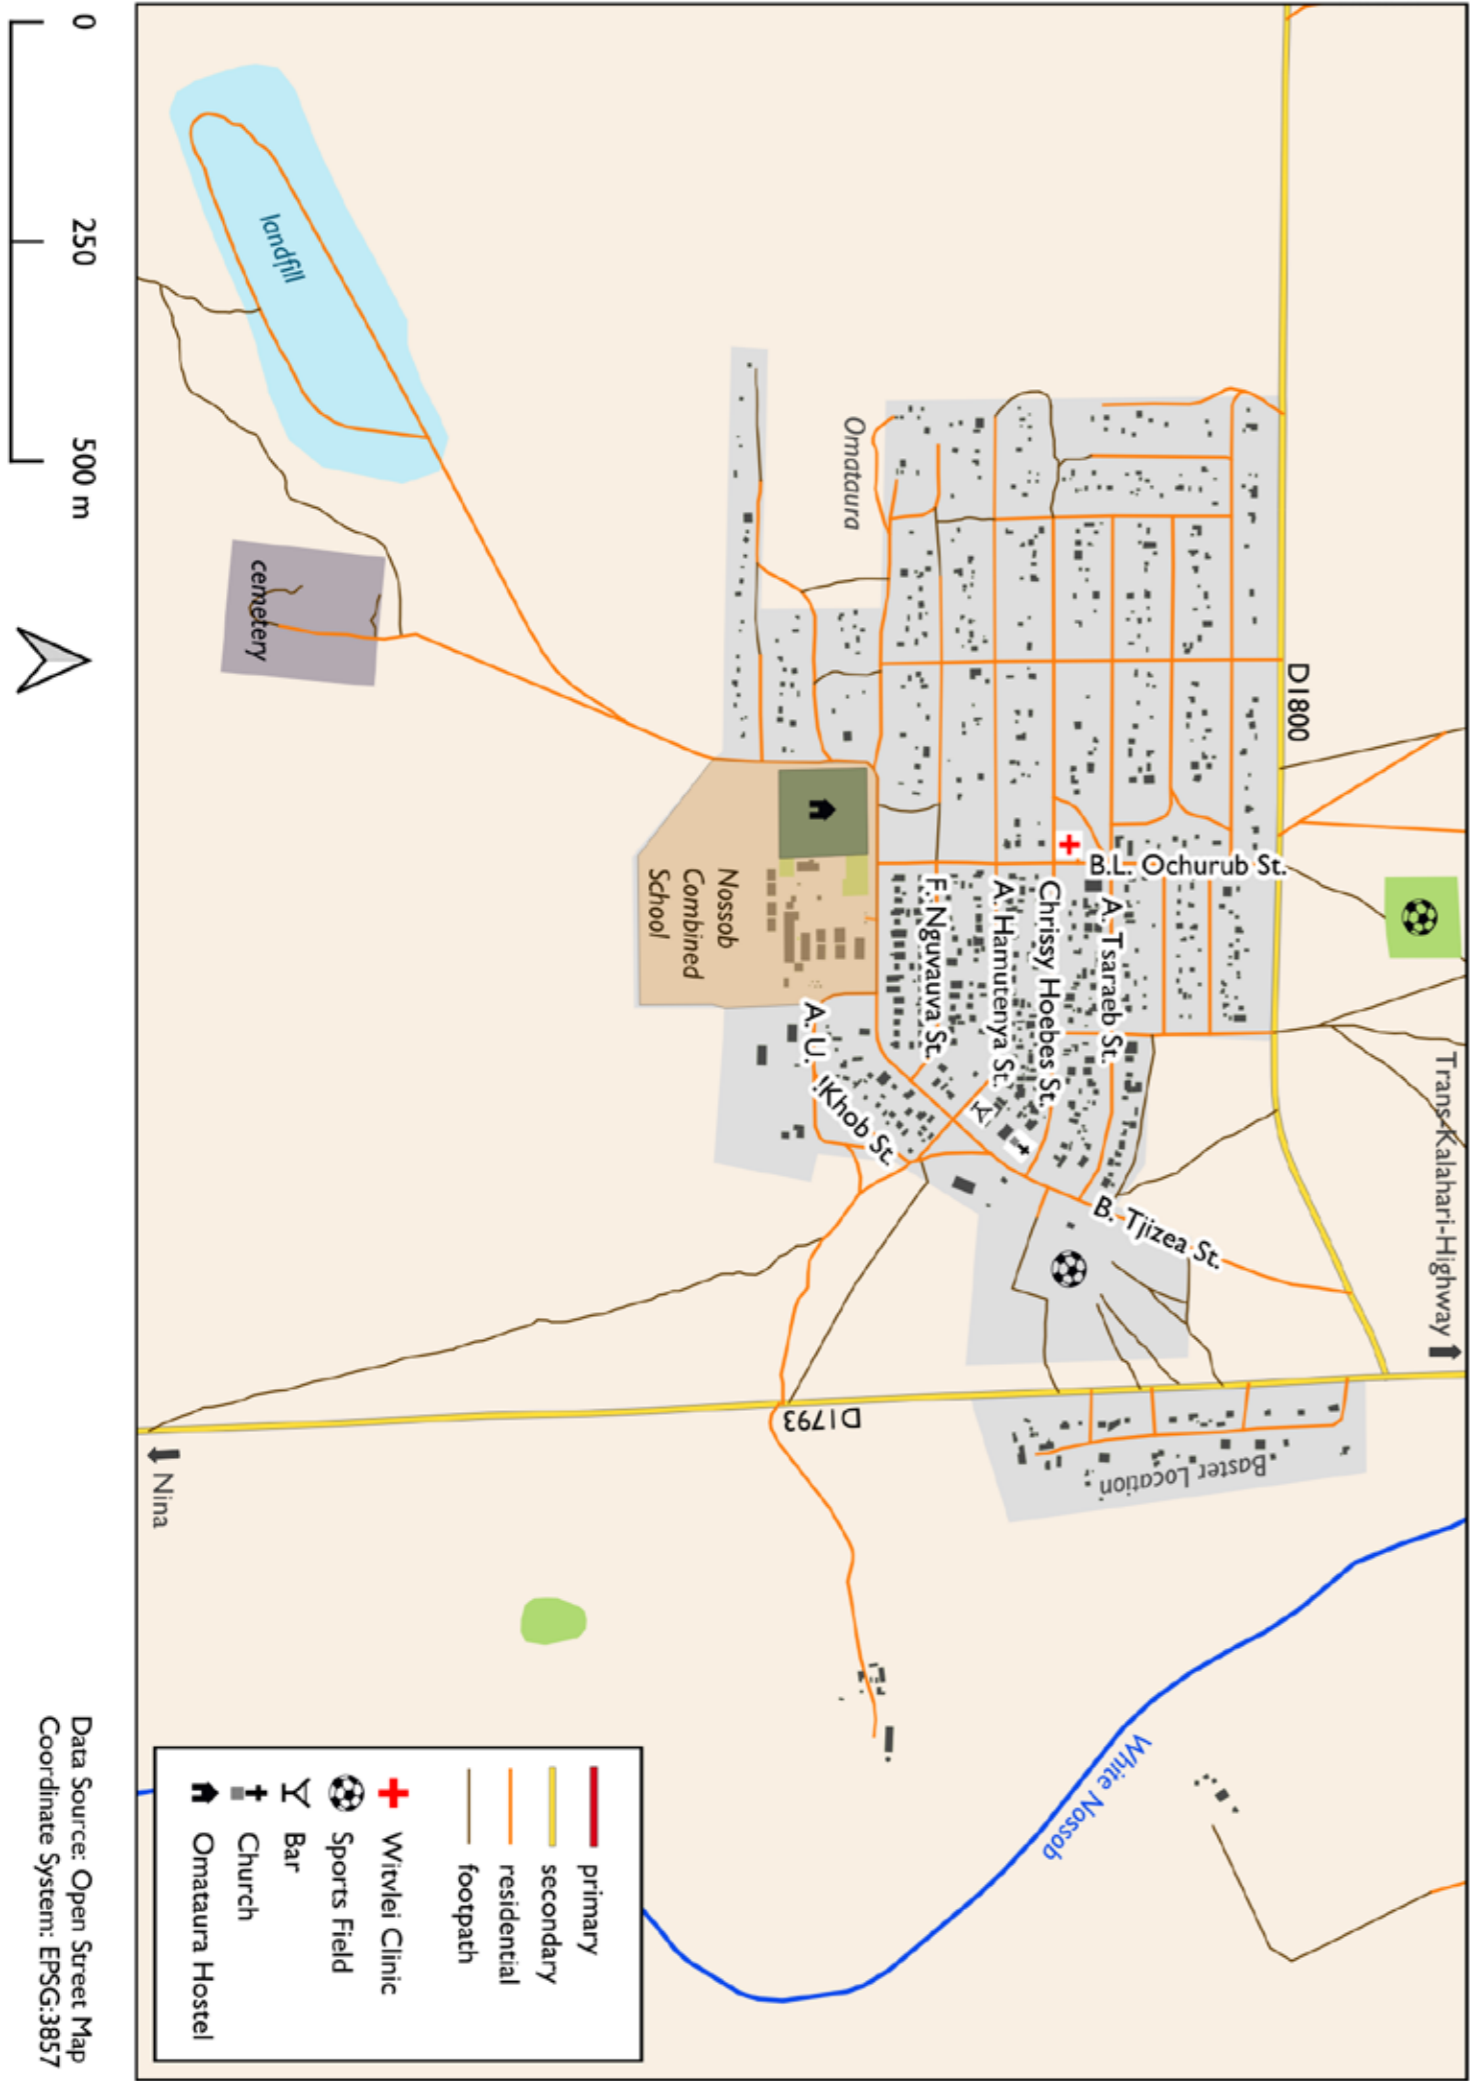 Trans-Kalahari-Highway
D1800
B.L. Ochurub St.
A. Tsaraeb St.
Chrissy Hoebes St.
A. Hamutenya St.
F. Nguvauva St.
B. Tjizea St.
Baster Location
White Nossob
Omataura
D1793
A. U. !Khob St.
Nossob
Combined
School
landfill
cemetery
Nina
primary
secondary
residential
footpath
Witvlei Clinic
Sports Field
Bar
Church
Omataura Hostel
0 250 500 m
Data Source: Open Street Map
Coordinate System: EPSG:3857